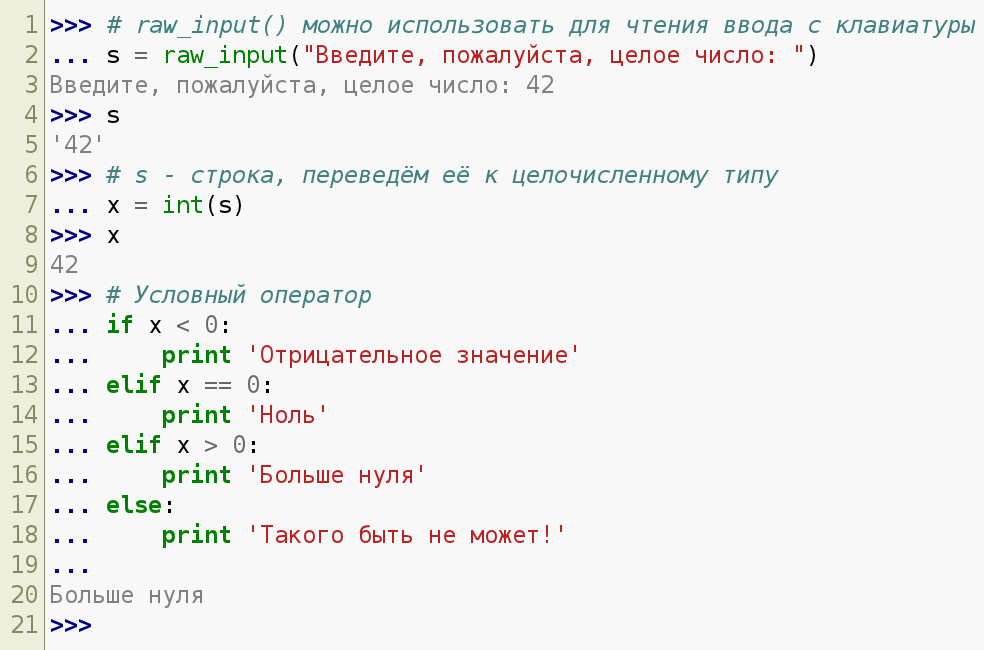 1 >>> # raw_input() можно использовать для чтения ввода с клавиатуры
2 ... s = raw_input("Введите, пожалуйста, целое число: ")
3 Введите, пожалуйста, целое число: 42
4 >>> s
5 '42'
6 >>> # s - строка, переведём её к целочисленному типу
7 ... x = int(s)
8 >>> x
9 42
10 >>> # Условный оператор
11 ... if x < 0:
12 ...     print 'Отрицательное значение'
13 ... elif x == 0:
14 ...     print 'Ноль'
15 ... elif x > 0:
16 ...     print 'Больше нуля'
17 ... else:
18 ...     print 'Такого быть не может!'
19 ...
20 Больше нуля
21 >>>